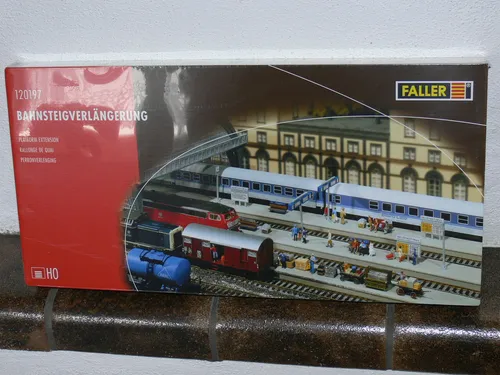 120197
BAHNSTEIGVERLÄNGERUNG
PLATFORM EXTENSION
RALLONGE DE QUAI
PERRONVERLENGING
FALLER
H0